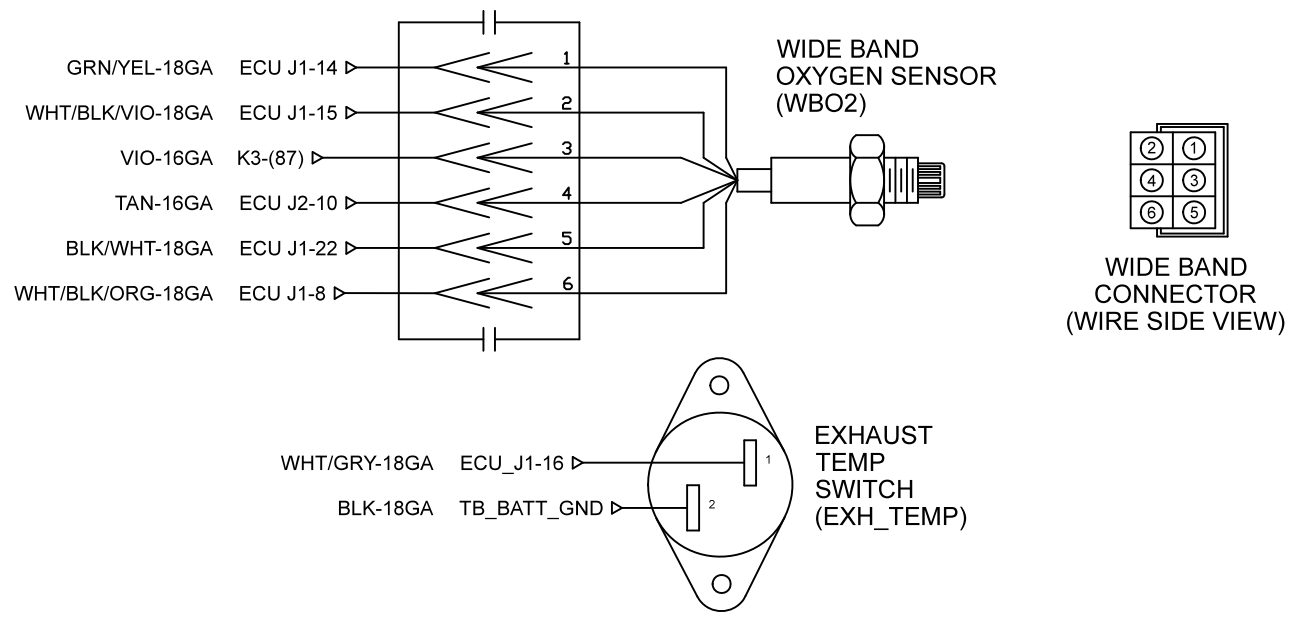 GRN/YEL-18GA ECU J1-14 1
WHT/BLK/VIO-18GA ECU J1-15 2
VIO-16GA K3-(87) 3
TAN-16GA ECU J2-10 4
BLK/WHT-18GA ECU J1-22 5
WHT/BLK/ORG-18GA ECU J1-8 6
WIDE BAND
OXYGEN SENSOR
(WBO2)
2 1
4 3
6 5
WIDE BAND
CONNECTOR
(WIRE SIDE VIEW)
WHT/GRY-18GA ECU_J1-16 1
BLK-18GA TB_BATT_GND 2
EXHAUST
TEMP
SWITCH
(EXH_TEMP)